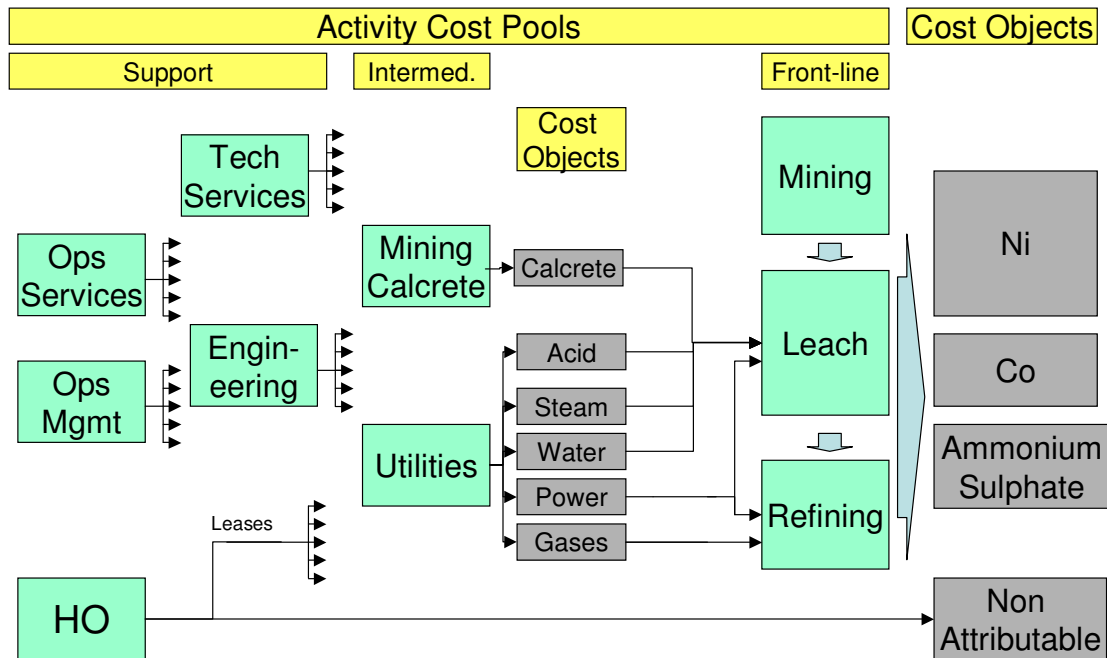 Activity Cost Pools
Cost Objects
Support
Intermed.
Front-line
Cost
Objects
Tech
Services
Mining
Ni
Ops
Services
Mining
Calcrete
Calcrete
Engin-
eering
Acid
Leach
Co
Ops
Mgmt
Steam
Utilities
Water
Ammonium
Sulphate
Power
Refining
Gases
Leases
HO
Non
Attributable